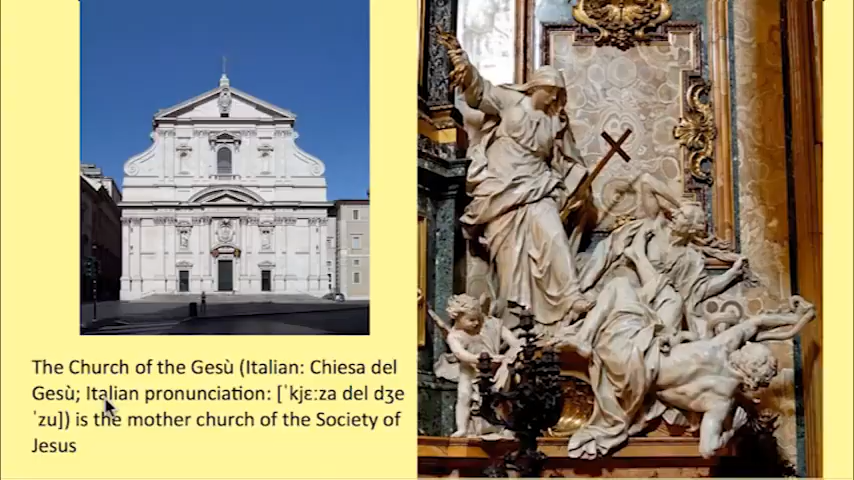 The Church of the Gesù (Italian: Chiesa del
Gesù; Italian pronunciation: [ˈkjɛːza del dʒe
ˈzu]) is the mother church of the Society of
Jesus